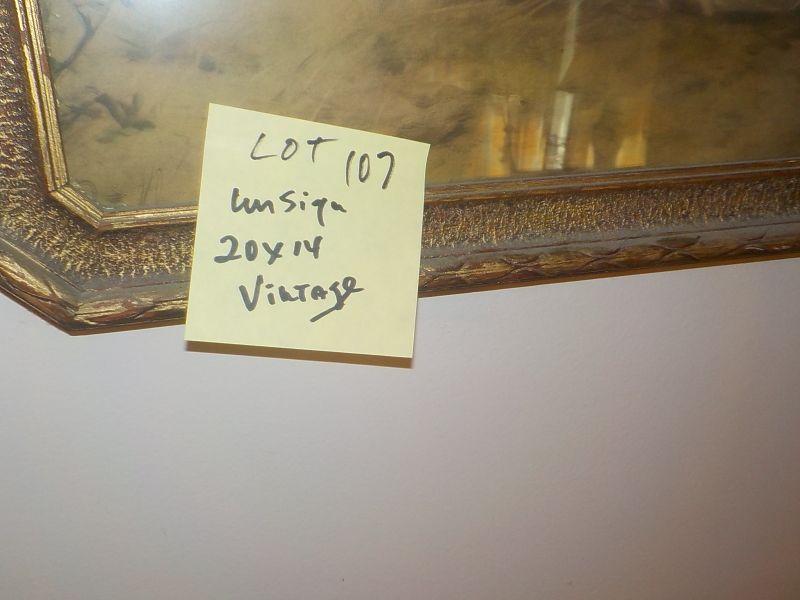 LOT 107
unsign
20x14
Vintage